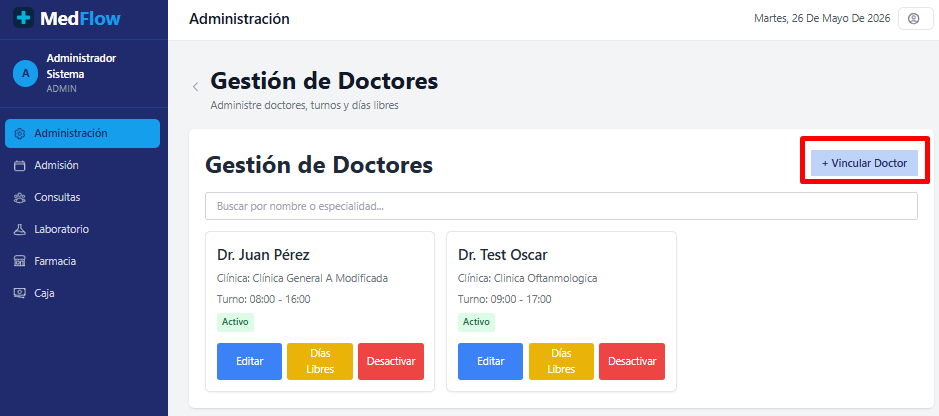 MedFlow
Administración
Martes, 26 De Mayo De 2026
A
Administrador
Sistema
ADMIN
Administración
Admisión
Consultas
Laboratorio
Farmacia
Caja
Gestión de Doctores
Administre doctores, turnos y días libres
Gestión de Doctores
+ Vincular Doctor
Buscar por nombre o especialidad...
Dr. Juan Pérez
Clínica: Clínica General A Modificada
Turno: 08:00 - 16:00
Activo
Editar
Días
Libres
Desactivar
Dr. Test Oscar
Clínica: Clinica Oftanmologica
Turno: 09:00 - 17:00
Activo
Editar
Días
Libres
Desactivar